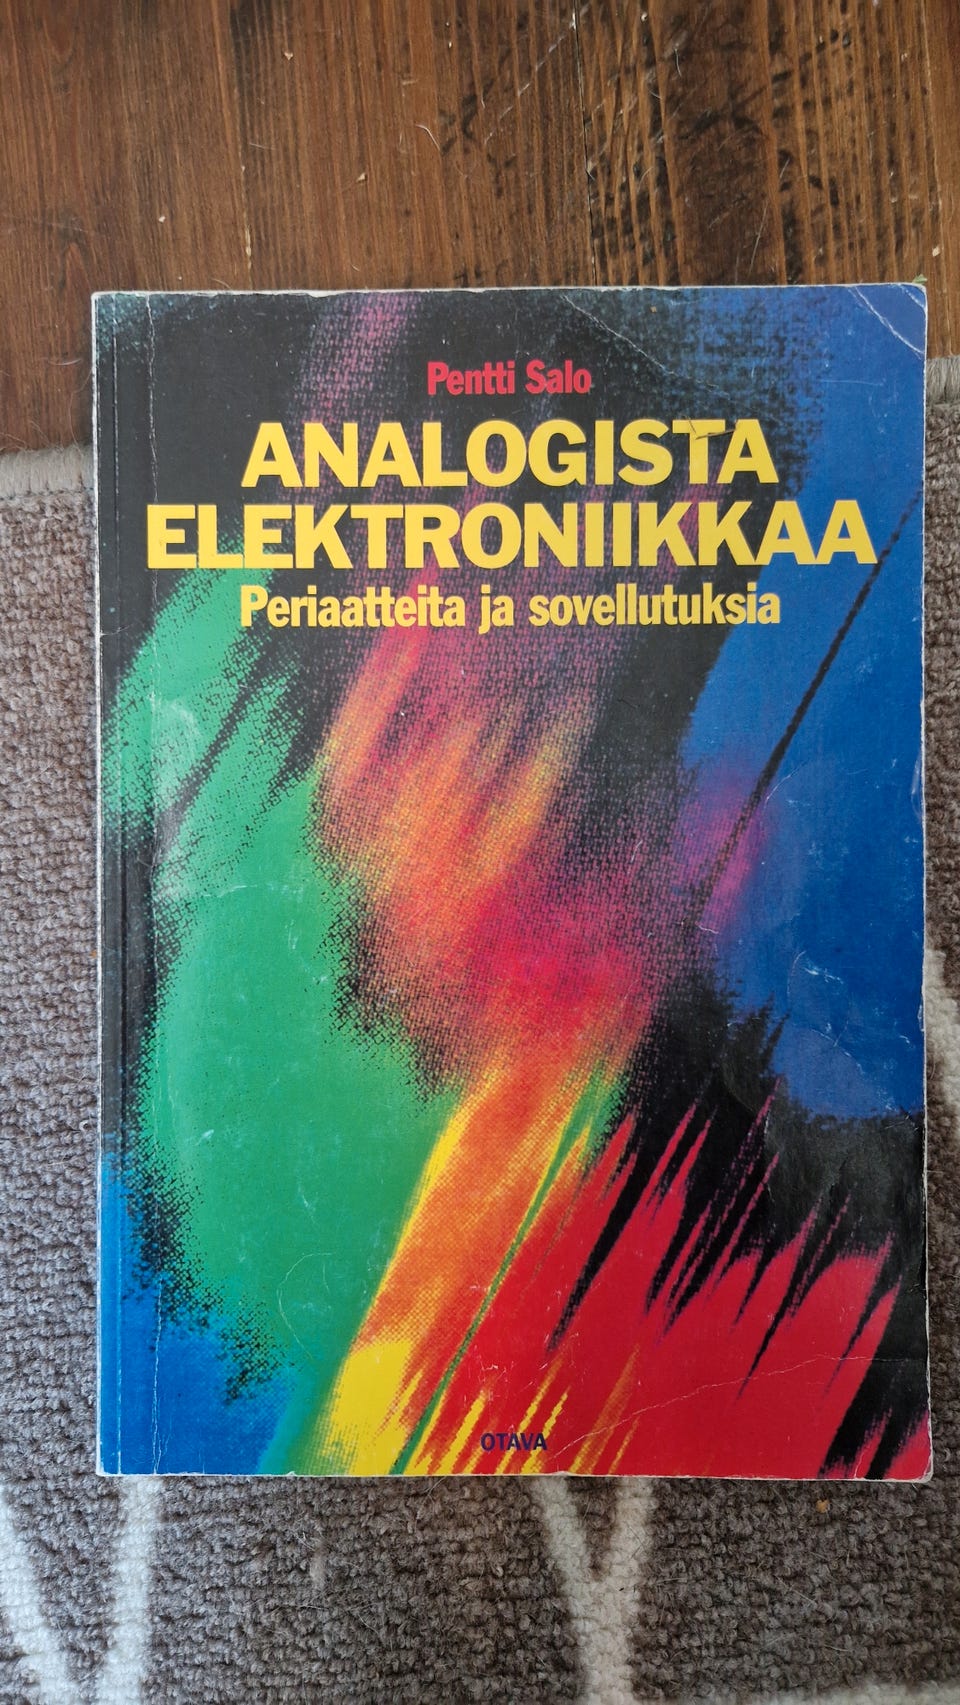 Pentti Salo
ANALOGISTA
ELEKTRONIIKKAA
Periaatteita ja sovellutuksia
OTAVA